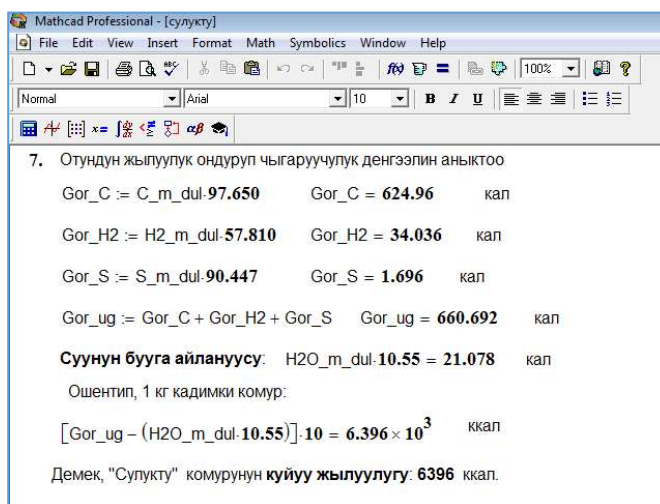 Mathcad Professional - [сулукту]
File Edit View Insert Format Math Symbolics Window Help
100%
Normal Arial 10 B I U
7. Отундун жылуулук ондуруп чыгаруучулук денгээлин аныктоо
Gor_C := C_m_dul·97.650 Gor_C = 624.96 кал
Gor_H2 := H2_m_dul·57.810 Gor_H2 = 34.036 кал
Gor_S := S_m_dul·90.447 Gor_S = 1.696 кал
Gor_ug := Gor_C + Gor_H2 + Gor_S Gor_ug = 660.692 кал
Суунун бууга айлануусу: H2O_m_dul·10.55 = 21.078 кал
Ошентип, 1 кг кадимки комур:
[Gor_ug – (H2O_m_dul·10.55)]·10 = 6.396 × 10³ ккал
Демек, "Сулукту" комурунун куйуу жылуулугу: 6396 ккал.